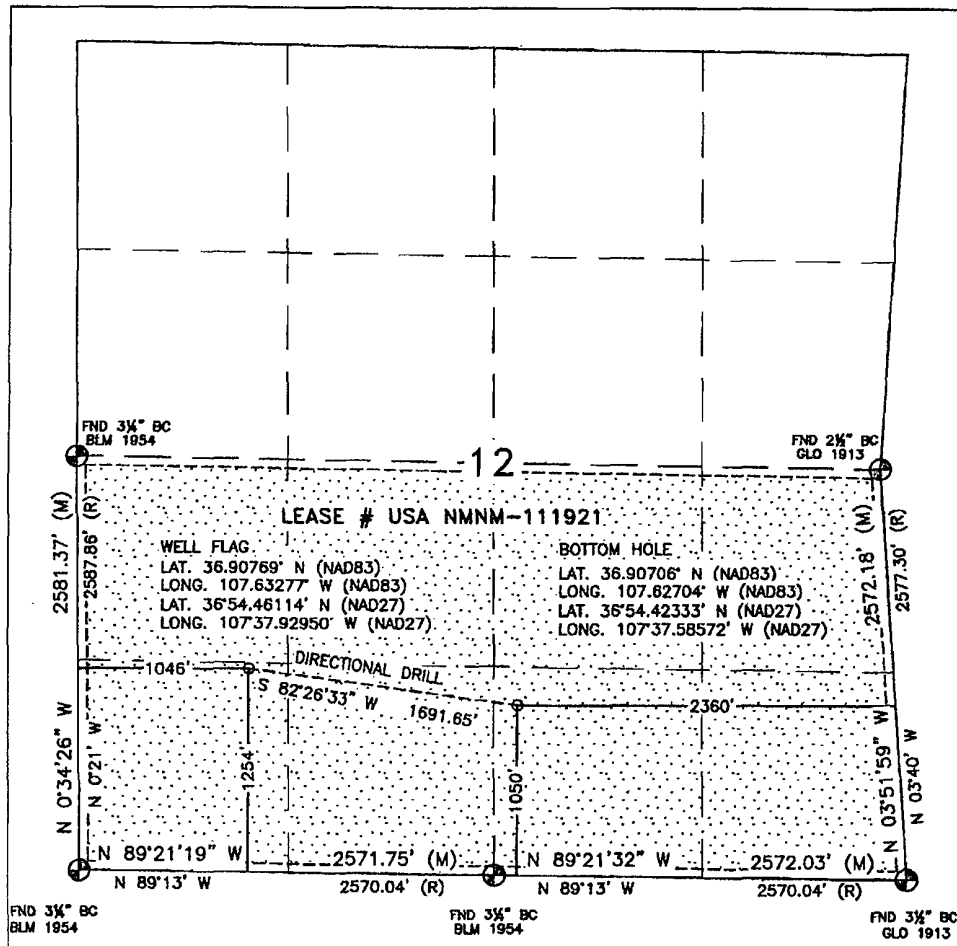 FND 3¼" BC
BLM 1954
12
FND 2½" BC
GLO 1913
LEASE # USA NMNM-111921
WELL FLAG
LAT. 36.90769° N (NAD83)
LONG. 107.63277° W (NAD83)
LAT. 36°54.46114' N (NAD27)
LONG. 107°37.92950' W (NAD27)
BOTTOM HOLE
LAT. 36.90706° N (NAD83)
LONG. 107.62704° W (NAD83)
LAT. 36°54.42333' N (NAD27)
LONG. 107°37.58572' W (NAD27)
2581.37' (M)
2587.86' (R)
2572.18' (M)
2577.30' (R)
1046'
DIRECTIONAL DRILL
S 82°26'33" W
1691.65'
2360'
1254'
1050'
N 0°34'26" W
N 0°21' W
N 03°51'59" W
N 03°40' W
N 89°21'19" W
2571.75' (M)
N 89°21'32" W
2572.03' (M)
N 89°13' W
2570.04' (R)
N 89°13' W
2570.04' (R)
FND 3¼" BC
BLM 1954
FND 3¼" BC
BLM 1954
FND 3¼" BC
GLO 1913